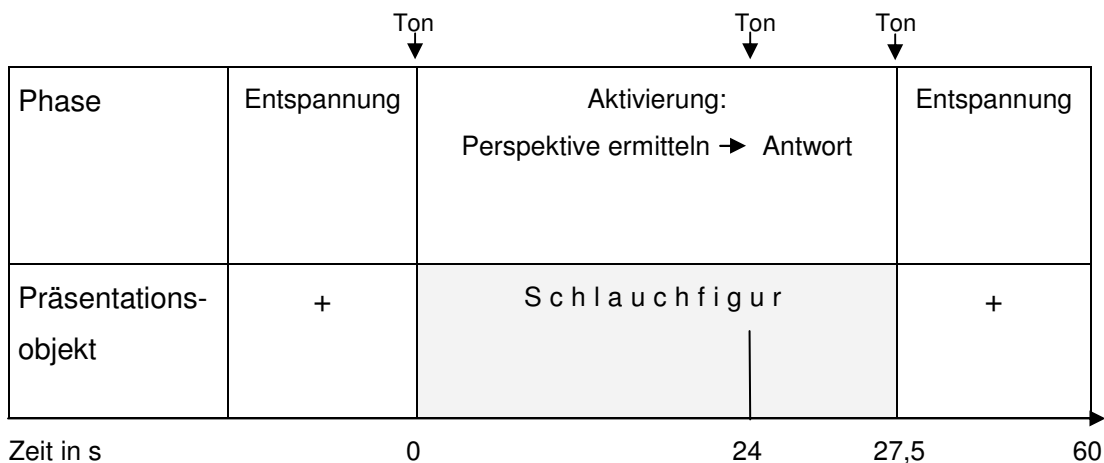 Ton Ton Ton
Phase Entspannung Aktivierung: Entspannung
Perspektive ermitteln → Antwort
Präsentations- + S c h l a u c h f i g u r +
objekt
Zeit in s 0 24 27,5 60